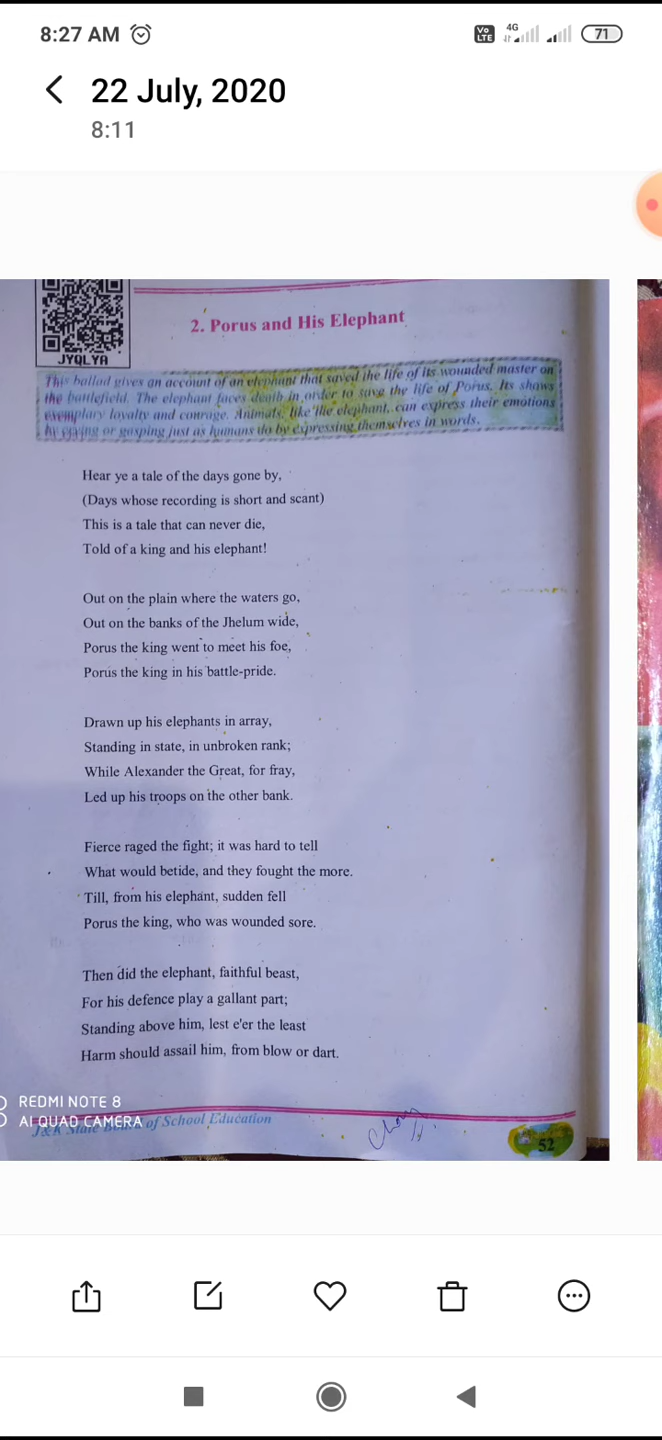 8:27 AM
Vo
LTE
4G
71
22 July, 2020
8:11
JYQLYA
2. Porus and His Elephant
This ballad gives an account of an elephant that saved the life of its wounded master on
the battlefield. The elephant faces death in order to save the life of Porus. Its shows
exemplary loyalty and courage. Animals, like the elephant, can express their emotions
by crying or gasping just as humans do by expressing themselves in words.
Hear ye a tale of the days gone by,
(Days whose recording is short and scant)
This is a tale that can never die,
Told of a king and his elephant!
Out on the plain where the waters go,
Out on the banks of the Jhelum wide,
Porus the king went to meet his foe,
Porus the king in his battle-pride.
Drawn up his elephants in array,
Standing in state, in unbroken rank;
While Alexander the Great, for fray,
Led up his troops on the other bank.
Fierce raged the fight; it was hard to tell
What would betide, and they fought the more.
Till, from his elephant, sudden fell
Porus the king, who was wounded sore.
Then did the elephant, faithful beast,
For his defence play a gallant part;
Standing above him, lest e'er the least
Harm should assail him, from blow or dart.
REDMI NOTE 8
AI QUAD CAMERA
J&K State Board of School Education
52